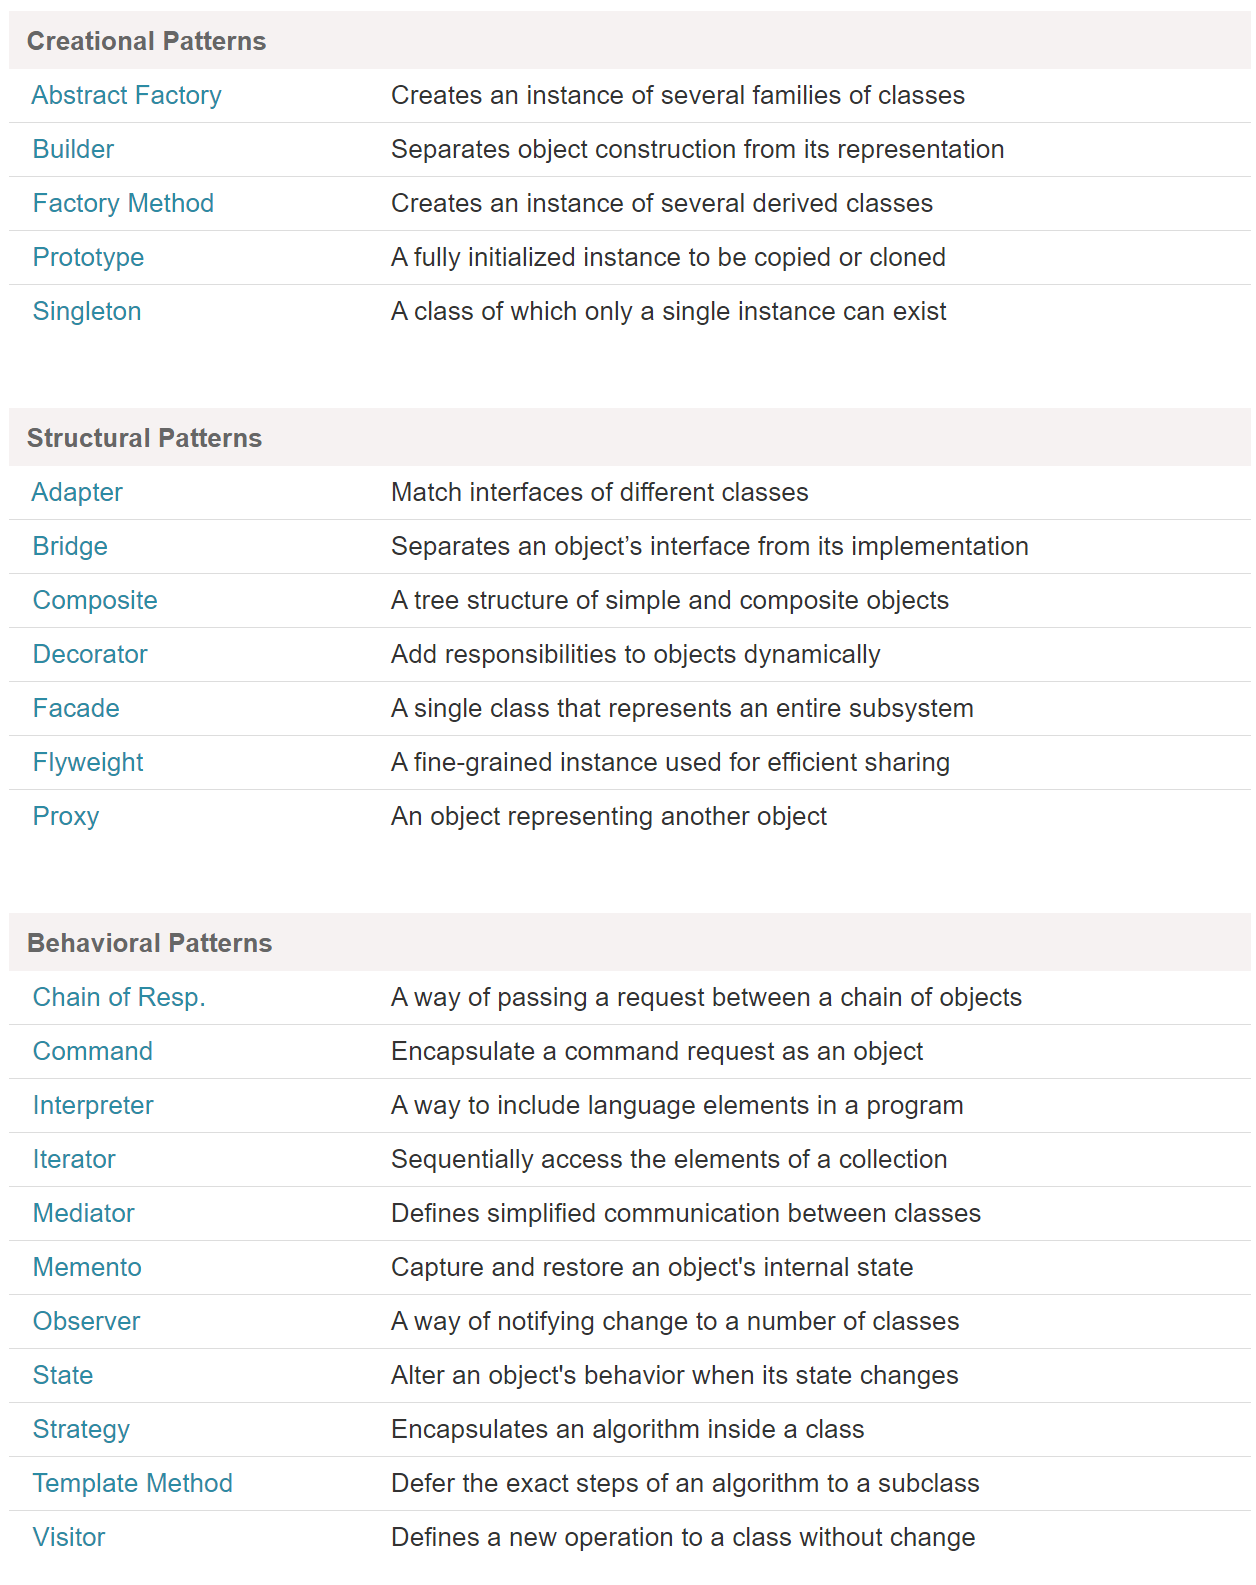 Creational Patterns
Abstract Factory Creates an instance of several families of classes
Builder Separates object construction from its representation
Factory Method Creates an instance of several derived classes
Prototype A fully initialized instance to be copied or cloned
Singleton A class of which only a single instance can exist
Structural Patterns
Adapter Match interfaces of different classes
Bridge Separates an object’s interface from its implementation
Composite A tree structure of simple and composite objects
Decorator Add responsibilities to objects dynamically
Facade A single class that represents an entire subsystem
Flyweight A fine-grained instance used for efficient sharing
Proxy An object representing another object
Behavioral Patterns
Chain of Resp. A way of passing a request between a chain of objects
Command Encapsulate a command request as an object
Interpreter A way to include language elements in a program
Iterator Sequentially access the elements of a collection
Mediator Defines simplified communication between classes
Memento Capture and restore an object's internal state
Observer A way of notifying change to a number of classes
State Alter an object's behavior when its state changes
Strategy Encapsulates an algorithm inside a class
Template Method Defer the exact steps of an algorithm to a subclass
Visitor Defines a new operation to a class without change